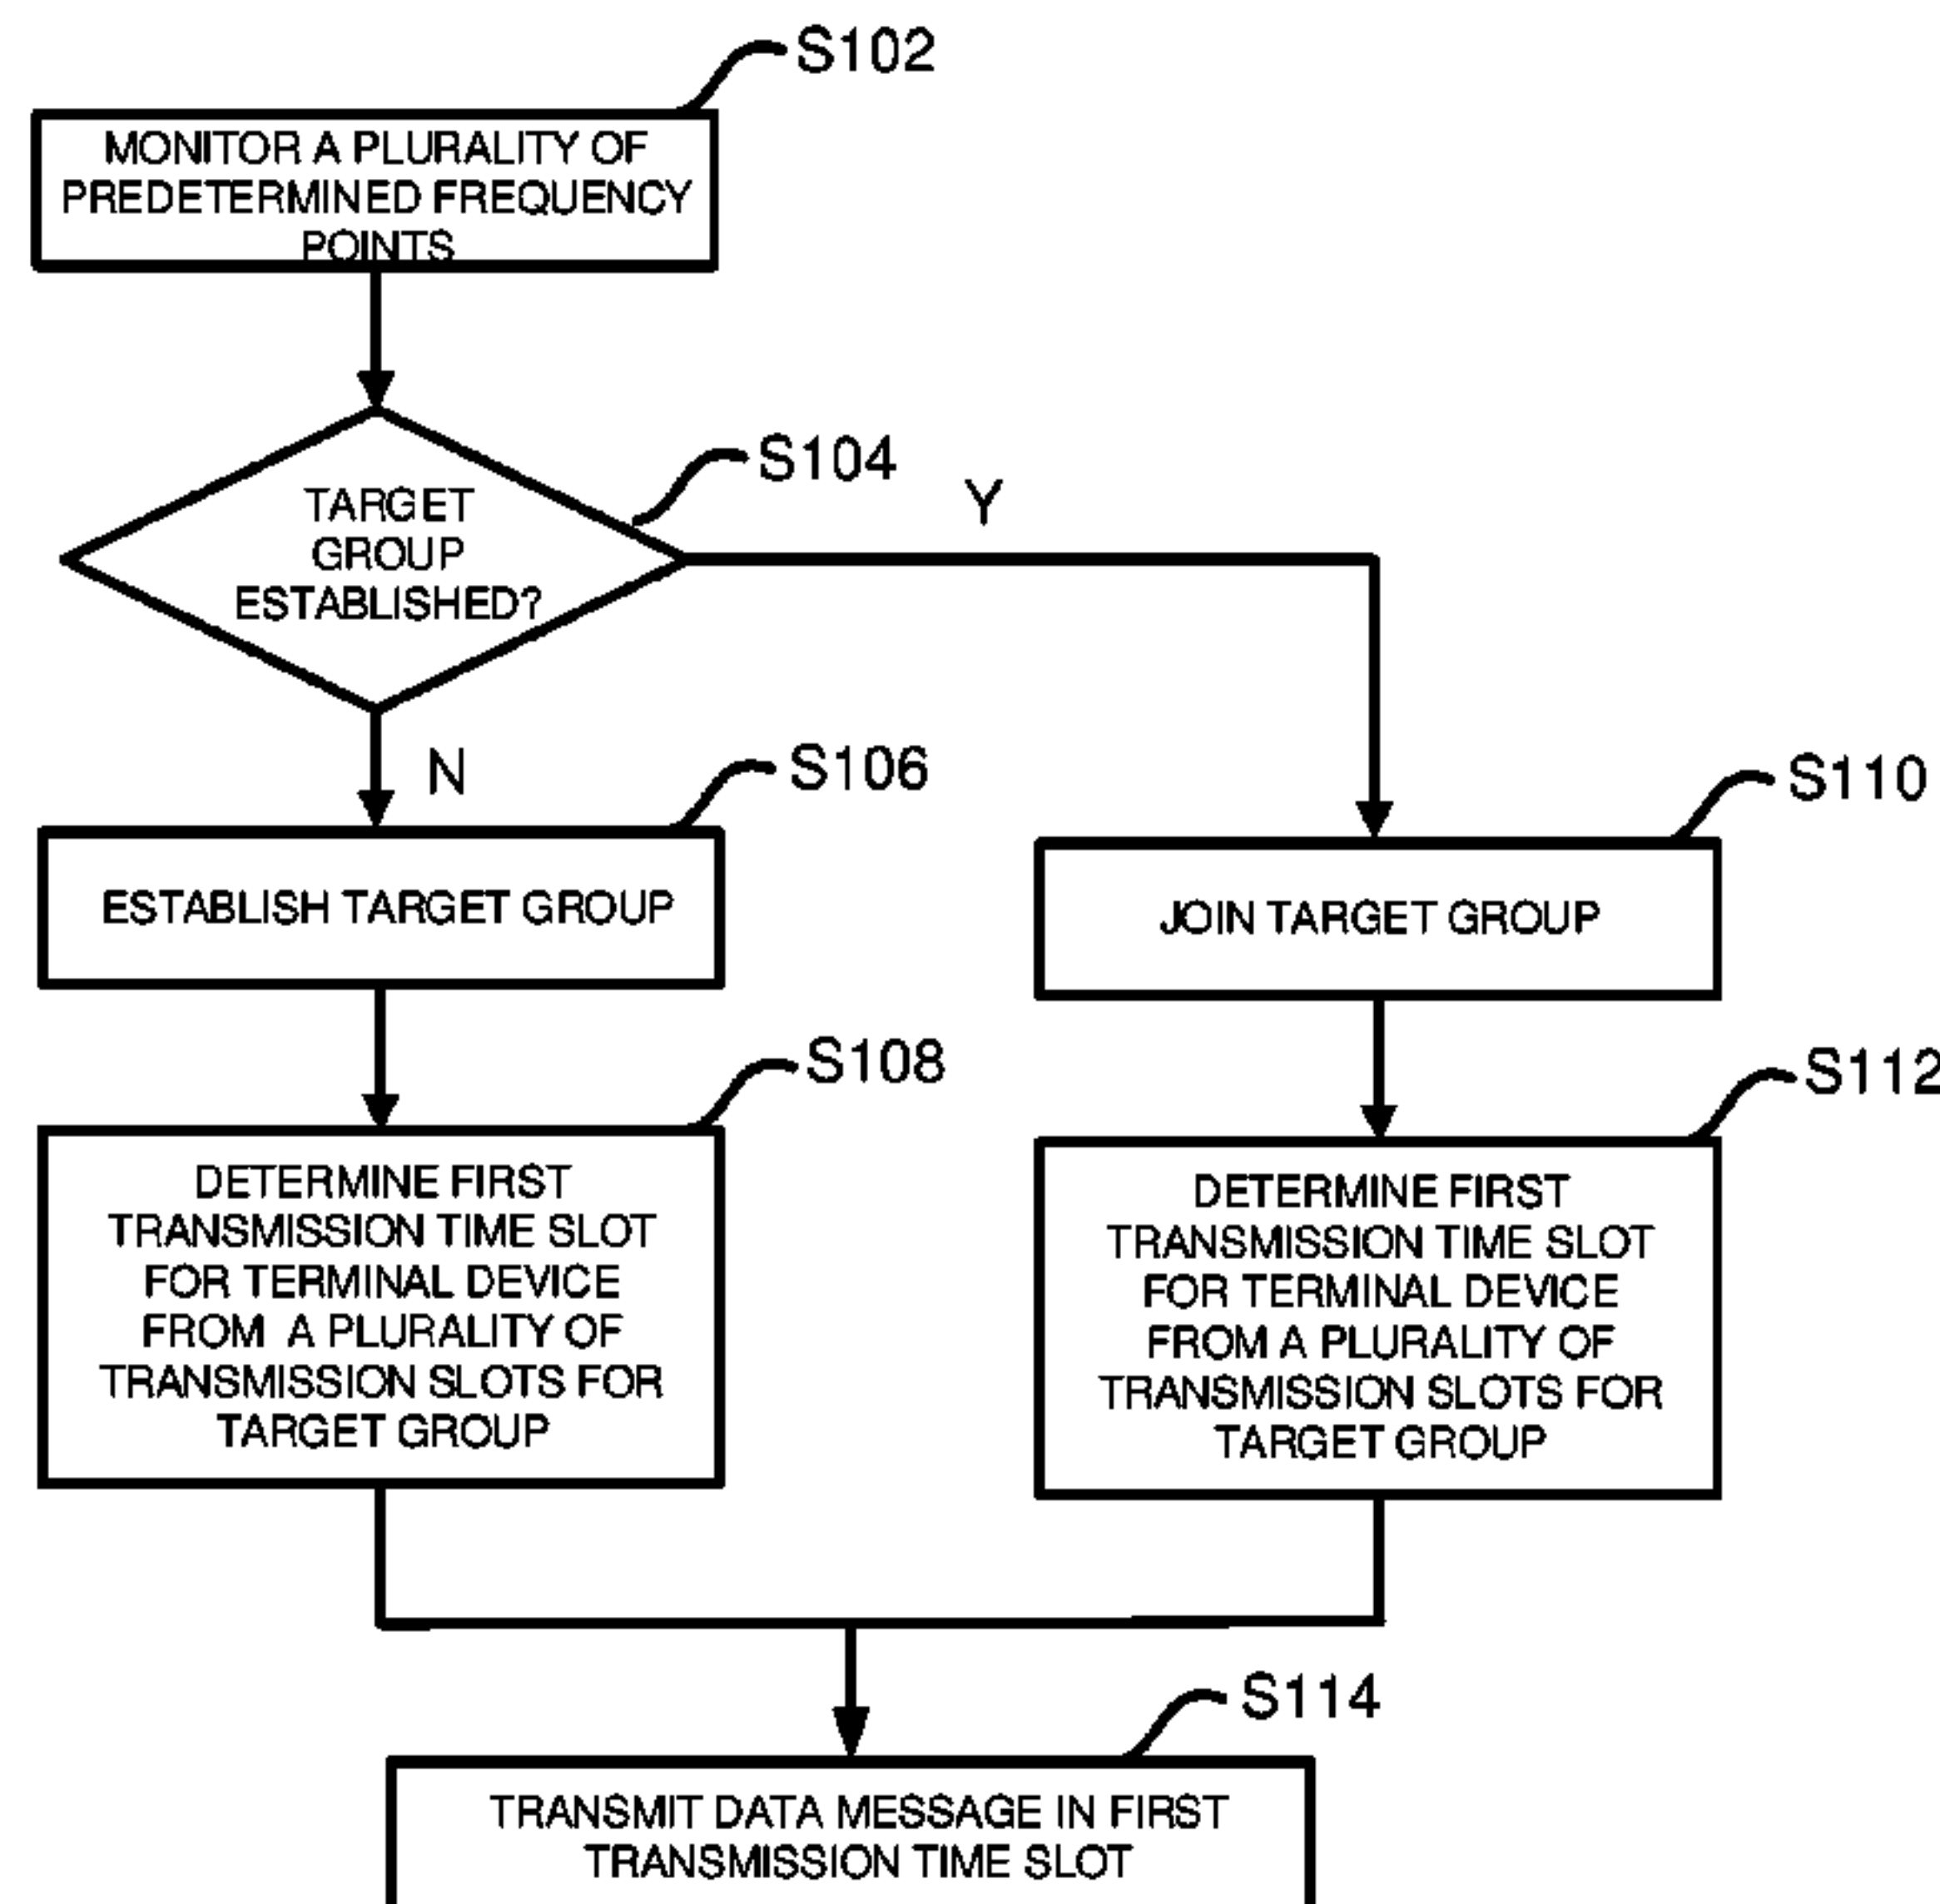 S102
MONITOR A PLURALITY OF
PREDETERMINED FREQUENCY
POINTS
S104
TARGET
GROUP
ESTABLISHED?
Y
N
S106
ESTABLISH TARGET GROUP
S110
JOIN TARGET GROUP
S108
DETERMINE FIRST
TRANSMISSION TIME SLOT
FOR TERMINAL DEVICE
FROM A PLURALITY OF
TRANSMISSION SLOTS FOR
TARGET GROUP
S112
DETERMINE FIRST
TRANSMISSION TIME SLOT
FOR TERMINAL DEVICE
FROM A PLURALITY OF
TRANSMISSION SLOTS FOR
TARGET GROUP
S114
TRANSMIT DATA MESSAGE IN FIRST
TRANSMISSION TIME SLOT